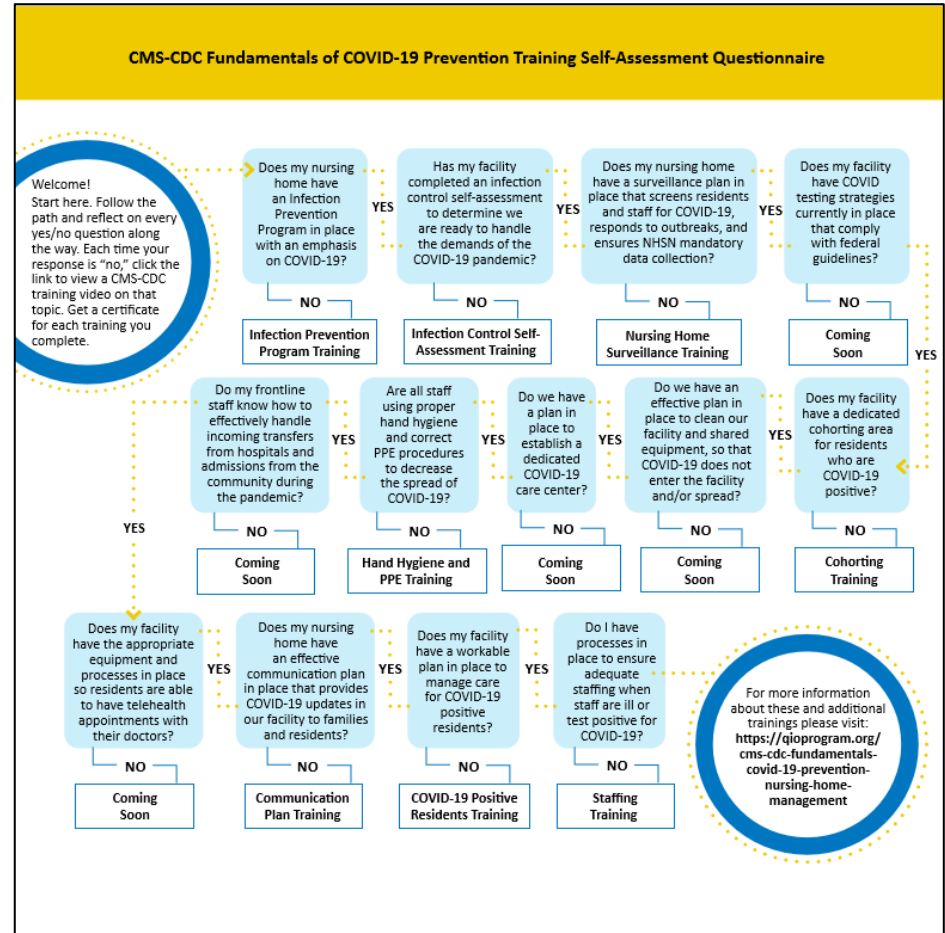 CMS-CDC Fundamentals of COVID-19 Prevention Training Self-Assessment Questionnaire
Welcome!
Start here. Follow the
path and reflect on every
yes/no question along
the way. Each time your
response is “no,” click the
link to view a CMS-CDC
training video on that
topic. Get a certificate
for each training you
complete.
Does my nursing
home have
an Infection
Prevention
Program in place
with an emphasis
on COVID-19?
NO
Infection Prevention
Program Training
YES
Has my facility
completed an infection
control self-assessment
to determine we
are ready to handle
the demands of the
COVID-19 pandemic?
NO
Infection Control Self-
Assessment Training
YES
Does my nursing home
have a surveillance plan in
place that screens residents
and staff for COVID-19,
responds to outbreaks, and
ensures NHSN mandatory
data collection?
NO
Nursing Home
Surveillance Training
YES
Does my facility
have COVID
testing strategies
currently in place
that comply
with federal
guidelines?
NO
Coming
Soon
YES
Does my facility
have a dedicated
cohorting area
for residents
who are
COVID-19
positive?
NO
Cohorting
Training
YES
Do we have an
effective plan in
place to clean our
facility and shared
equipment, so that
COVID-19 does not
enter the facility
and/or spread?
NO
Coming
Soon
YES
Do we have
a plan in
place to
establish a
dedicated
COVID-19
care center?
NO
Coming
Soon
YES
Are all staff
using proper
hand hygiene
and correct
PPE procedures
to decrease
the spread of
COVID-19?
NO
Hand Hygiene and
PPE Training
YES
Do my frontline
staff know how to
effectively handle
incoming transfers
from hospitals and
admissions from the
community during
the pandemic?
NO
Coming
Soon
YES
Does my facility
have the appropriate
equipment and
processes in place
so residents are able
to have telehealth
appointments with
their doctors?
NO
Coming
Soon
YES
Does my nursing
home have
an effective
communication plan
in place that provides
COVID-19 updates in
our facility to families
and residents?
NO
Communication
Plan Training
YES
Does my facility
have a workable
plan in place to
manage care
for COVID-19
positive
residents?
NO
COVID-19 Positive
Residents Training
YES
Do I have
processes in
place to ensure
adequate
staffing when
staff are ill or
test positive for
COVID-19?
NO
Staffing
Training
For more information
about these and additional
trainings please visit:
https://qioprogram.org/
cms-cdc-fundamentals-
covid-19-prevention-
nursing-home-
management